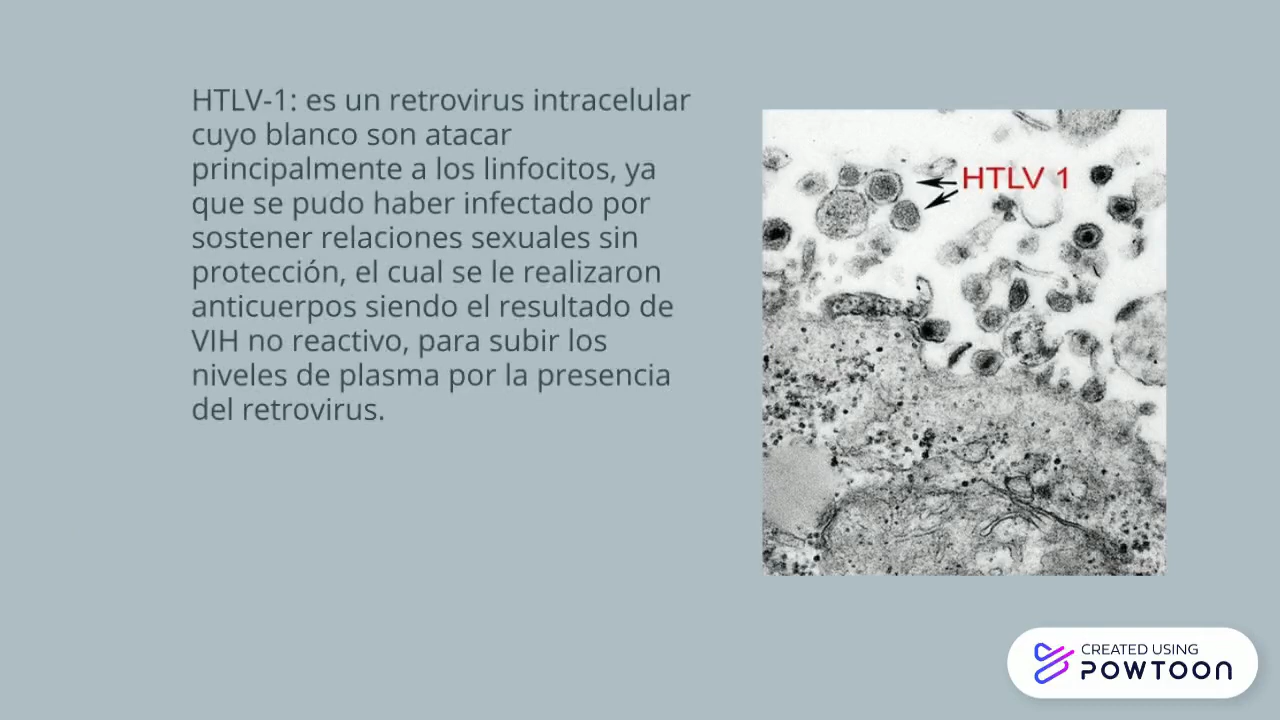 HTLV-1: es un retrovirus intracelular
cuyo blanco son atacar
principalmente a los linfocitos, ya
que se pudo haber infectado por
sostener relaciones sexuales sin
protección, el cual se le realizaron
anticuerpos siendo el resultado de
VIH no reactivo, para subir los
niveles de plasma por la presencia
del retrovirus.
HTLV 1
CREATED USING
POWTOON